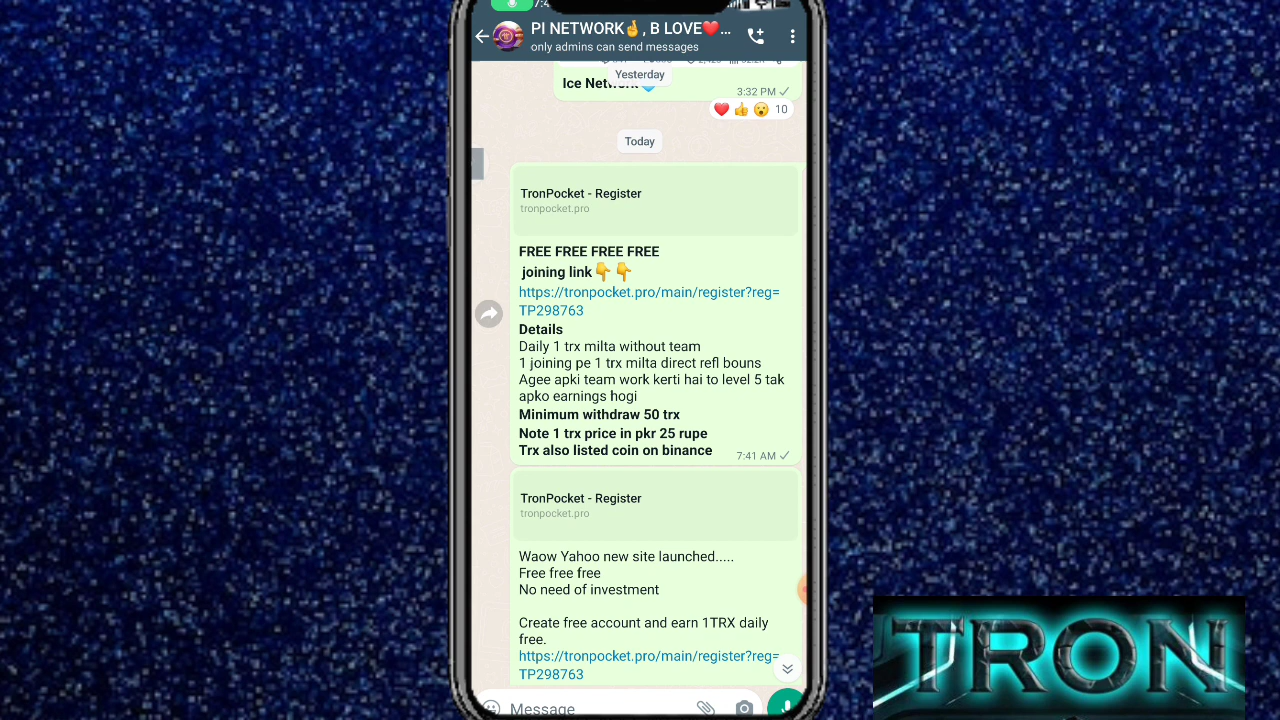 7:4
PI NETWORK🤞, B LOVE❤️...
only admins can send messages
Yesterday
Ice Network
3:32 PM
❤️👍😮 10
Today
TronPocket - Register
tronpocket.pro
FREE FREE FREE FREE
joining link👇👇
https://tronpocket.pro/main/register?reg=
TP298763
Details
Daily 1 trx milta without team
1 joining pe 1 trx milta direct refl bouns
Agee apki team work kerti hai to level 5 tak
apko earnings hogi
Minimum withdraw 50 trx
Note 1 trx price in pkr 25 rupe
Trx also listed coin on binance
7:41 AM
TronPocket - Register
tronpocket.pro
Waow Yahoo new site launched.....
Free free free
No need of investment
Create free account and earn 1TRX daily
free.
https://tronpocket.pro/main/register?reg=
TP298763
Message
TRON